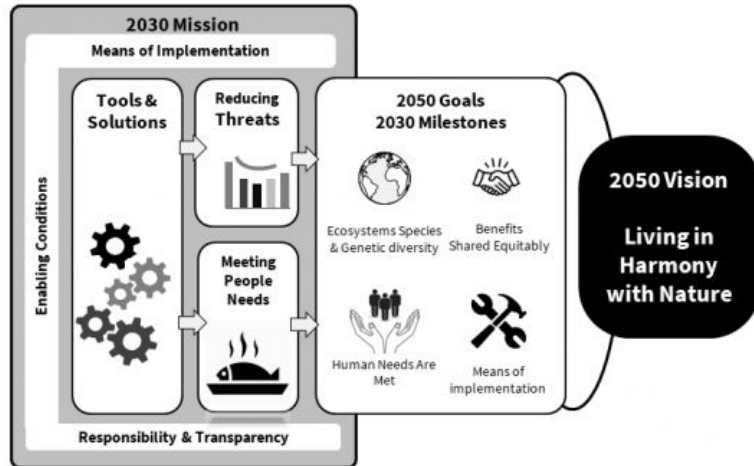 2030 Mission
Means of Implementation
Enabling Conditions
Tools &
Solutions
Reducing
Threats
Meeting
People
Needs
Responsibility & Transparency
2050 Goals
2030 Milestones
Ecosystems Species
& Genetic diversity
Benefits
Shared Equitably
Human Needs Are
Met
Means of
implementation
2050 Vision
Living in
Harmony
with Nature